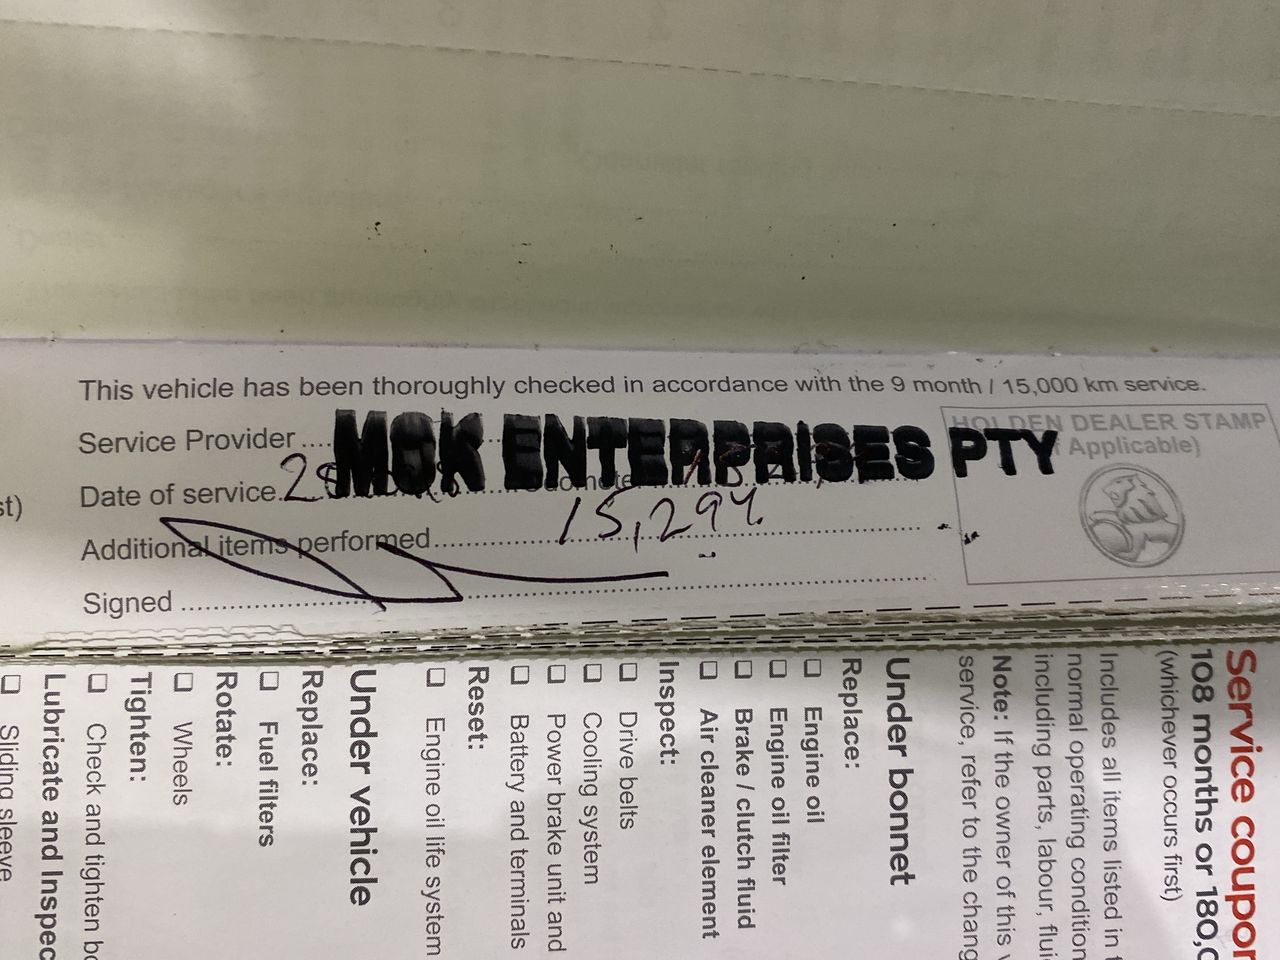 This vehicle has been thoroughly checked in accordance with the 9 month / 15,000 km service.
Service Provider .... MCK ENTERPRISES PTY
Date of service.
15,294
Additional items performed
Signed
HOLDEN DEALER STAMP
Applicable)
st)
Service coupon
108 months or 180,0
(whichever occurs first)
Includes all items listed in t
normal operating condition
including parts, labour, flui
Note: If the owner of this v
service, refer to the chang
Under bonnet
Replace:
☐ Engine oil
☐ Engine oil filter
☐ Brake / clutch fluid
☐ Air cleaner element
Inspect:
☐ Drive belts
☐ Cooling system
☐ Power brake unit and
☐ Battery and terminals
Reset:
☐ Engine oil life system
Under vehicle
Replace:
☐ Fuel filters
Rotate:
☐ Wheels
Tighten:
☐ Check and tighten bo
Lubricate and Inspec
☐ Sliding sleeve